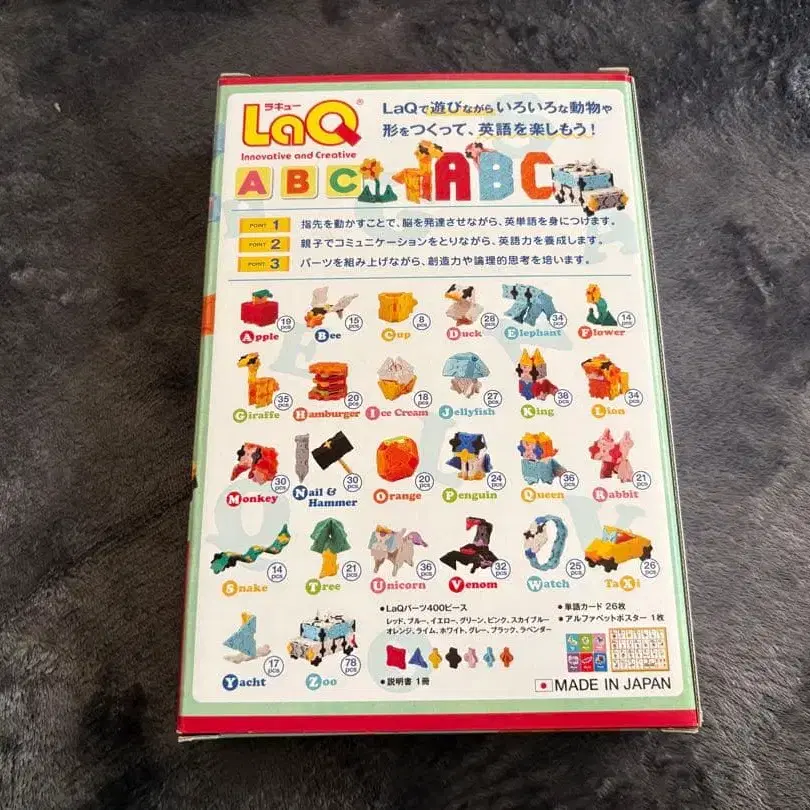 ラキュー
LaQ®
Innovative and Creative
LaQで遊びながらいろいろな動物や
形をつくって、英語を楽しもう！
A B C
ABC
POINT 1 指先を動かすことで、脳を発達させながら、英単語を身につけます。
POINT 2 親子でコミュニケーションをとりながら、英語力を養成します。
POINT 3 パーツを組み上げながら、創造力や論理的思考を培います。
19 pcs 15 pcs 8 pcs 28 pcs 34 pcs 14 pcs
Apple Bee Cup Duck Elephant Flower
35 pcs 20 pcs 18 pcs 27 pcs 38 pcs 34 pcs
Giraffe Hamburger Ice Cream Jellyfish King Lion
30 pcs 30 pcs 20 pcs 24 pcs 36 pcs 21 pcs
Monkey Nail & Hammer Orange Penguin Queen Rabbit
14 pcs 21 pcs 36 pcs 32 pcs 25 pcs 26 pcs
Snake Tree Unicorn Venom Watch TaXi
17 pcs 78 pcs
Yacht Zoo
●LaQパーツ400ピース
レッド、ブルー、イエロー、グリーン、ピンク、スカイブルー
オレンジ、ライム、ホワイト、グレー、ブラック、ラベンダー
●説明書 1冊
●単語カード 26枚
●アルファベットポスター 1枚
MADE IN JAPAN